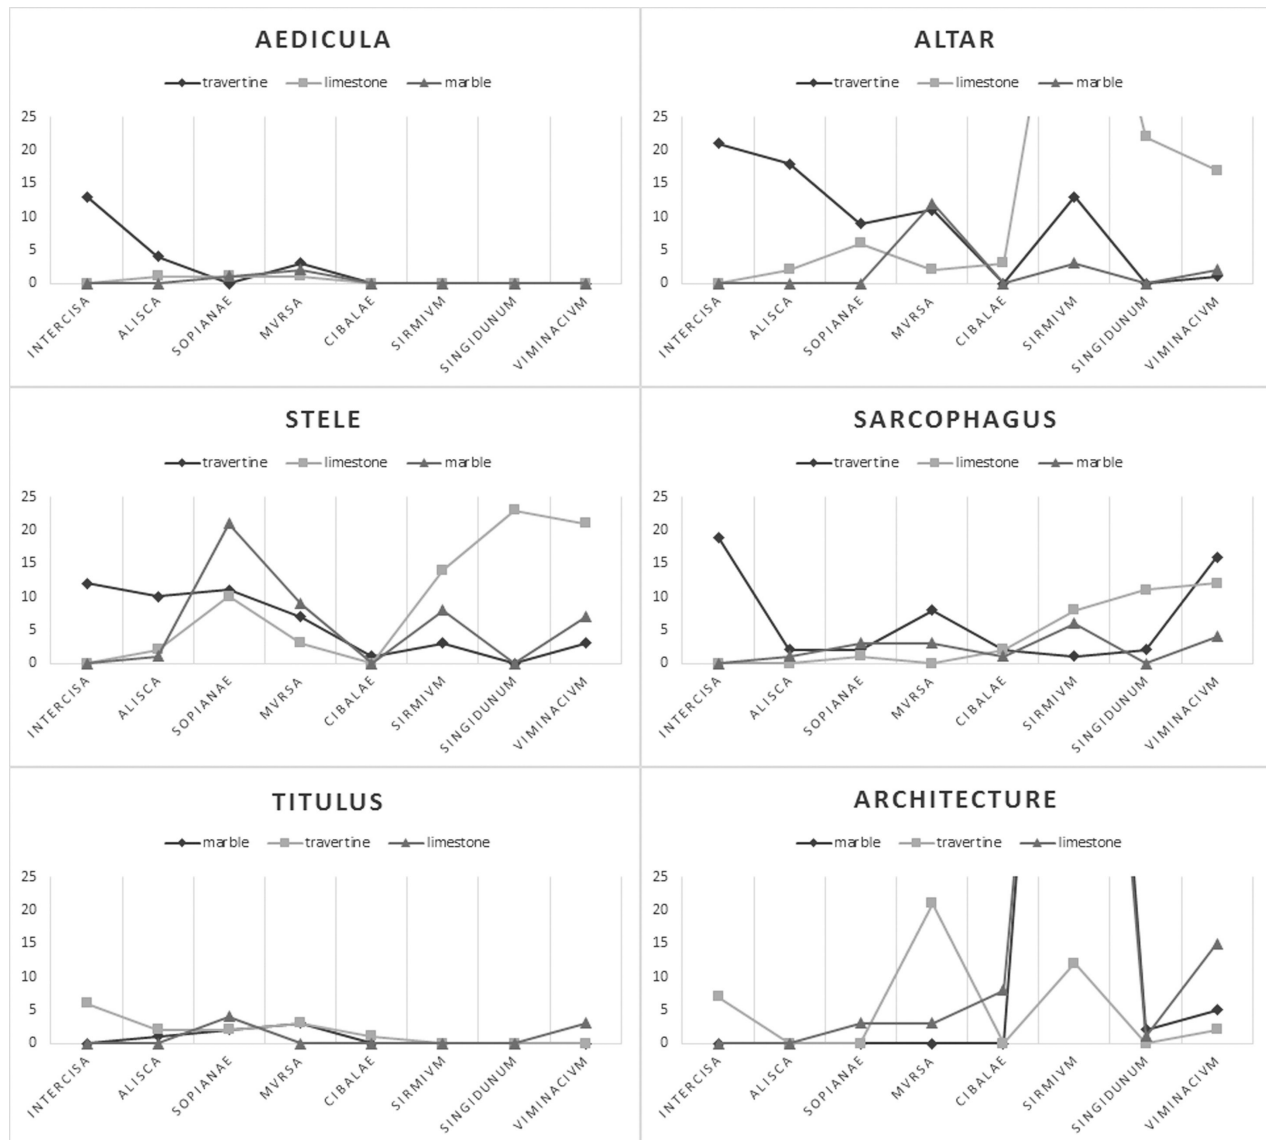 AEDICULA
travertine limestone marble
25
20
15
10
5
0
INTERCISA
ALISCA
SOPIANAE
MVRSA
CIBALAE
SIRMIVM
SINGIDUNUM
VIMINACIVM
ALTAR
travertine limestone marble
25
20
15
10
5
0
INTERCISA
ALISCA
SOPIANAE
MVRSA
CIBALAE
SIRMIVM
SINGIDUNUM
VIMINACIVM
STELE
travertine limestone marble
25
20
15
10
5
0
INTERCISA
ALISCA
SOPIANAE
MVRSA
CIBALAE
SIRMIVM
SINGIDUNUM
VIMINACIVM
SARCOPHAGUS
travertine limestone marble
25
20
15
10
5
0
INTERCISA
ALISCA
SOPIANAE
MVRSA
CIBALAE
SIRMIVM
SINGIDUNUM
VIMINACIVM
TITULUS
marble travertine limestone
25
20
15
10
5
0
INTERCISA
ALISCA
SOPIANAE
MVRSA
CIBALAE
SIRMIVM
SINGIDUNUM
VIMINACIVM
ARCHITECTURE
marble travertine limestone
25
20
15
10
5
0
INTERCISA
ALISCA
SOPIANAE
MVRSA
CIBALAE
SIRMIVM
SINGIDUNUM
VIMINACIVM